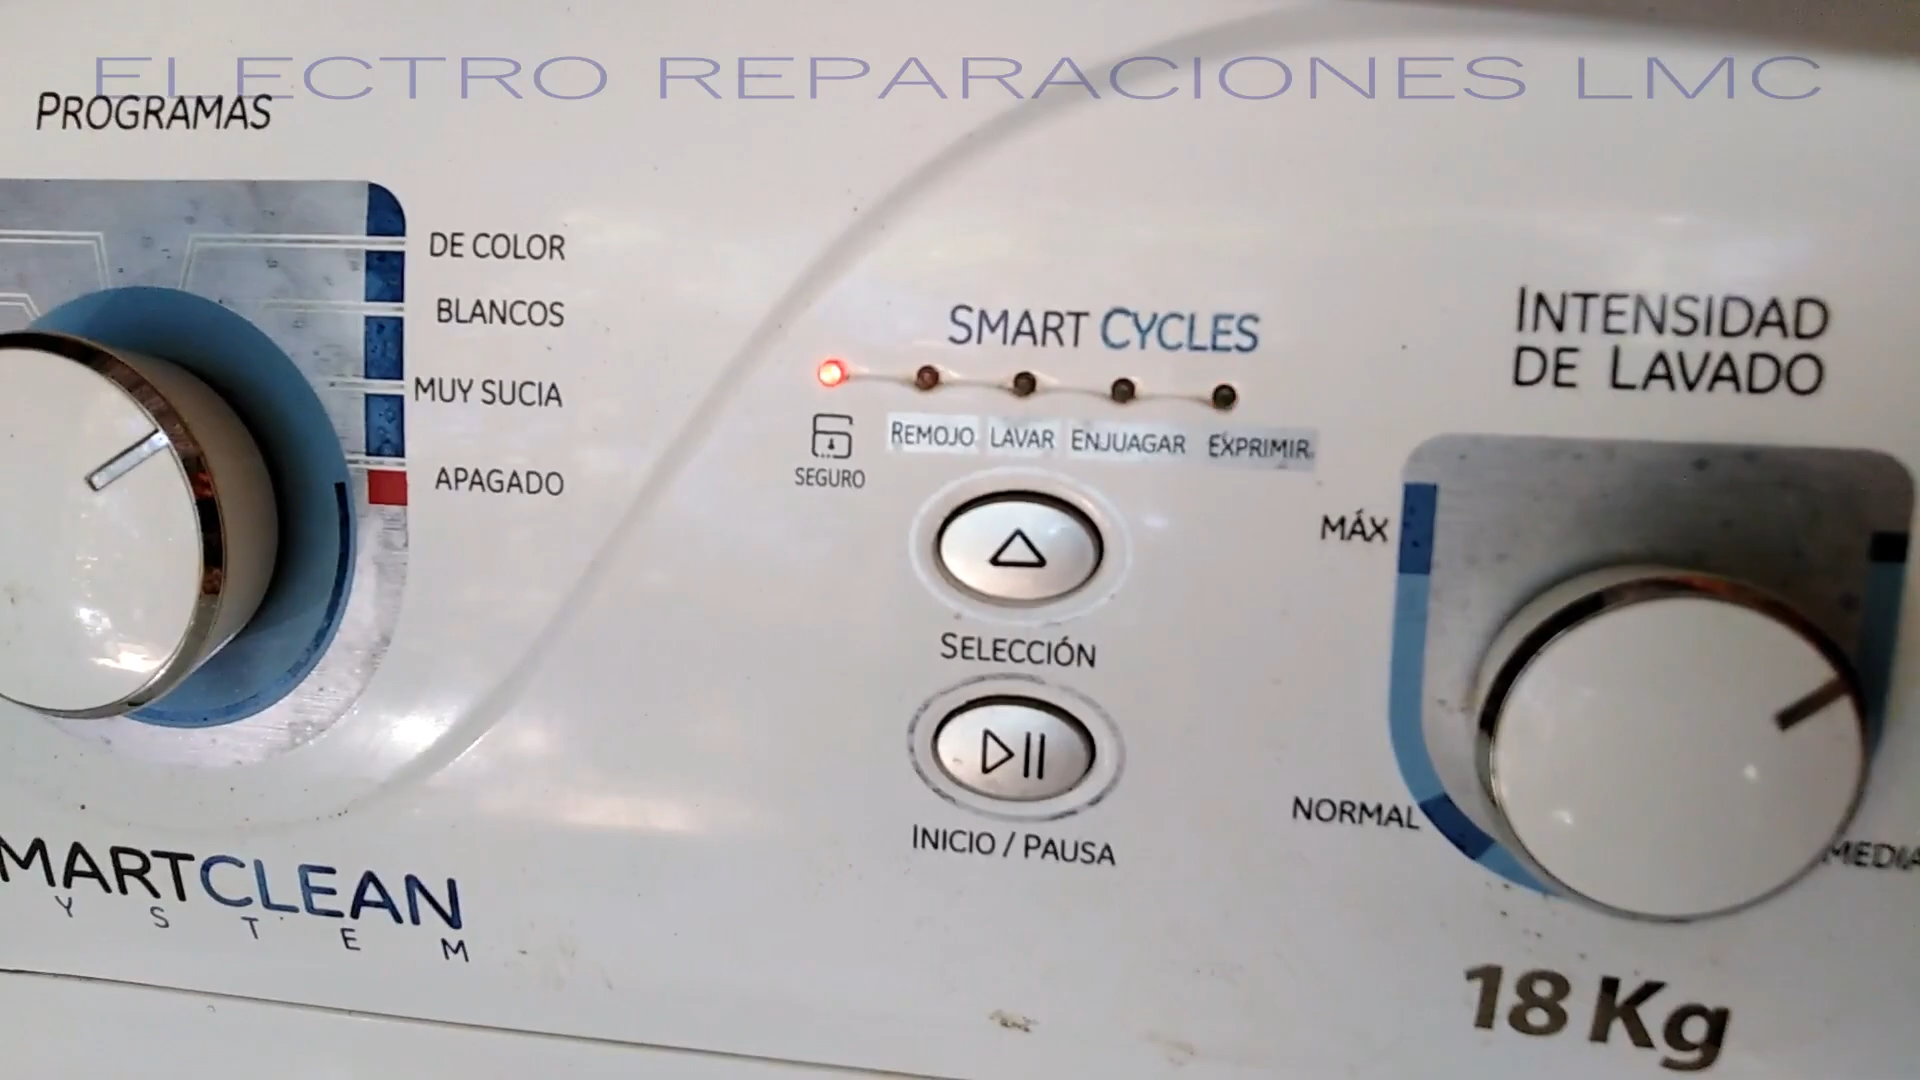 ELECTRO REPARACIONES LMC
PROGRAMAS
DE COLOR
BLANCOS
MUY SUCIA
APAGADO
SMART CYCLES
SEGURO
REMOJO LAVAR ENJUAGAR EXPRIMIR
SELECCIÓN
INICIO / PAUSA
INTENSIDAD
DE LAVADO
MÁX
NORMAL
MEDIA
MARTCLEAN
YSTEM
18 Kg